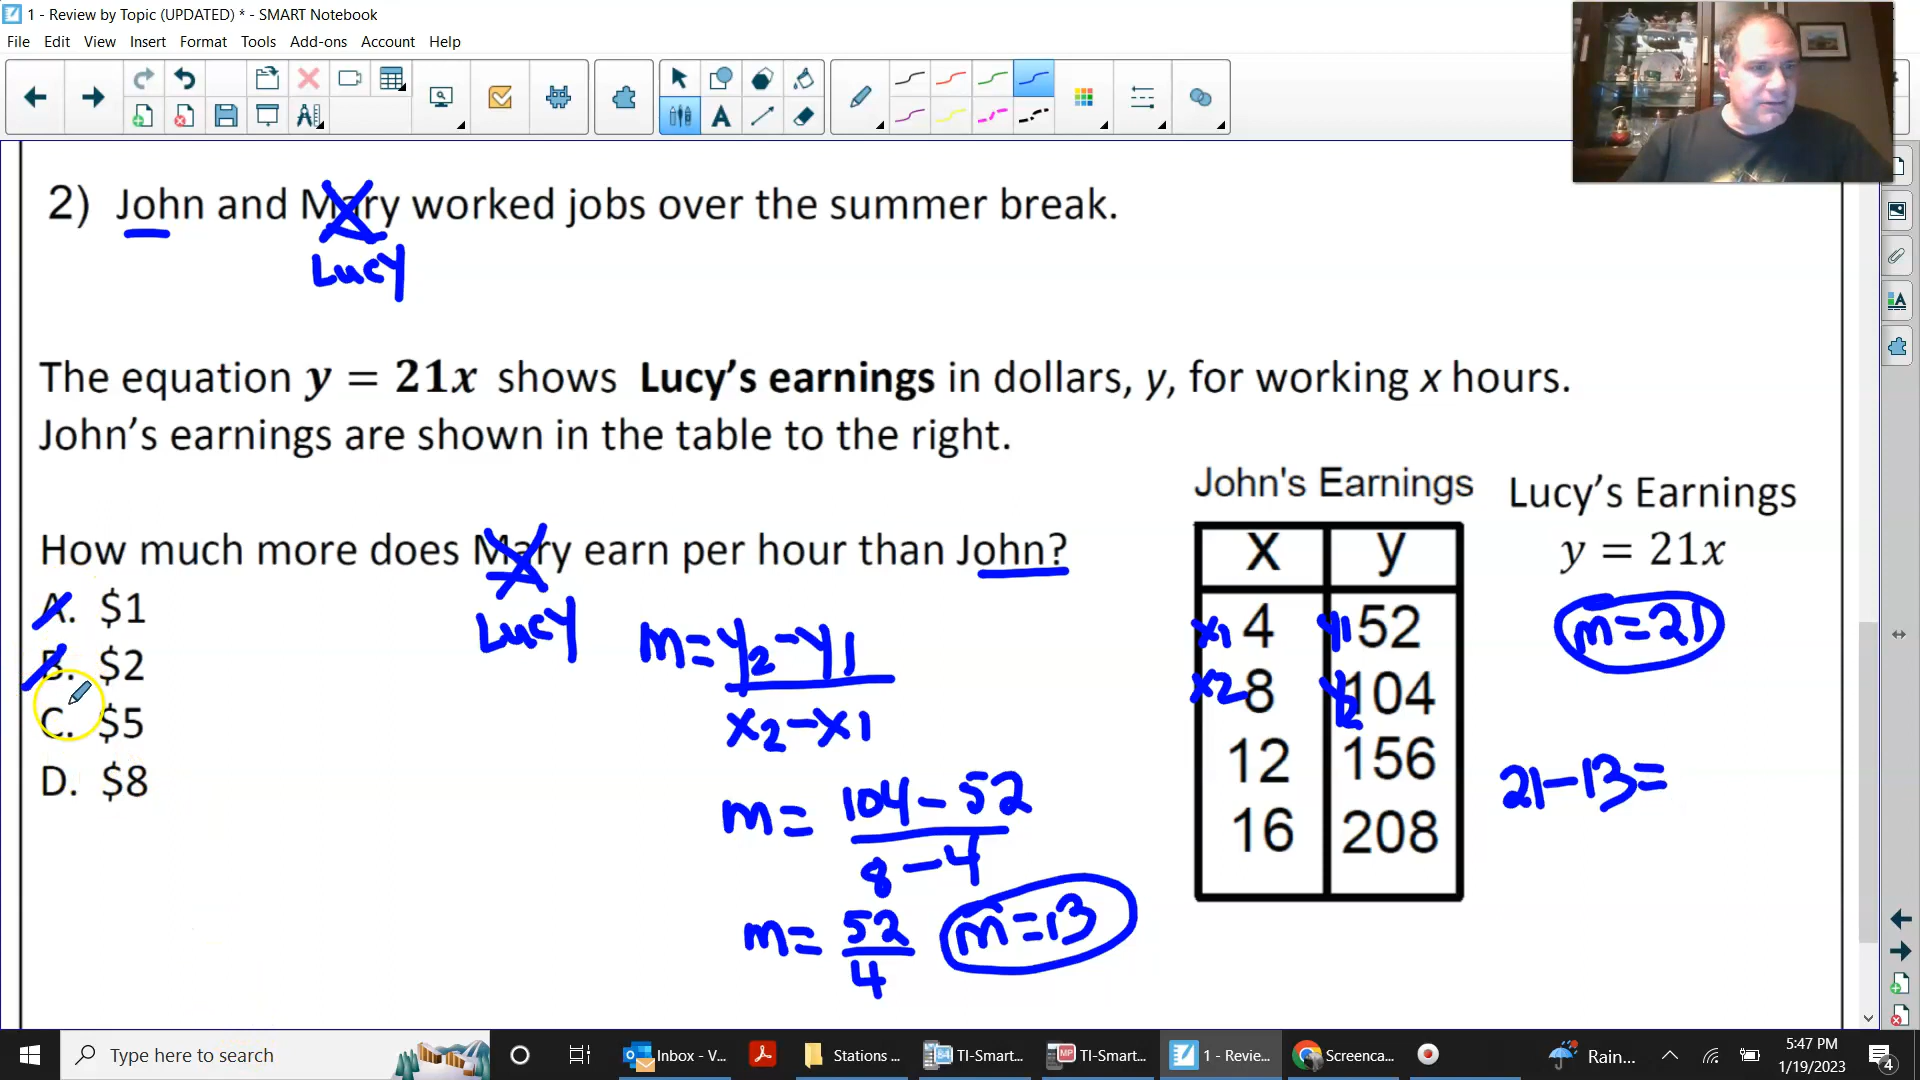 1 - Review by Topic (UPDATED) * - SMART Notebook
File Edit View Insert Format Tools Add-ons Account Help
2) John and Mary worked jobs over the summer break.
Lucy
The equation y = 21x shows Lucy's earnings in dollars, y, for working x hours.
John's earnings are shown in the table to the right.
John's Earnings
Lucy's Earnings
y = 21x
m=21
How much more does Mary earn per hour than John?
Lucy
A. $1
B. $2
C. $5
D. $8
m=y2-y1
x2-x1
m= 104-52
8-4
m= 52
4
m=13
x y
x1 4 y1 52
x2 8 y2 104
12 156
16 208
21-13=
Type here to search
Inbox - V...
Stations ...
84 TI-Smart...
MP TI-Smart...
1 - Revie...
Screenca...
Rain...
5:47 PM
1/19/2023
4